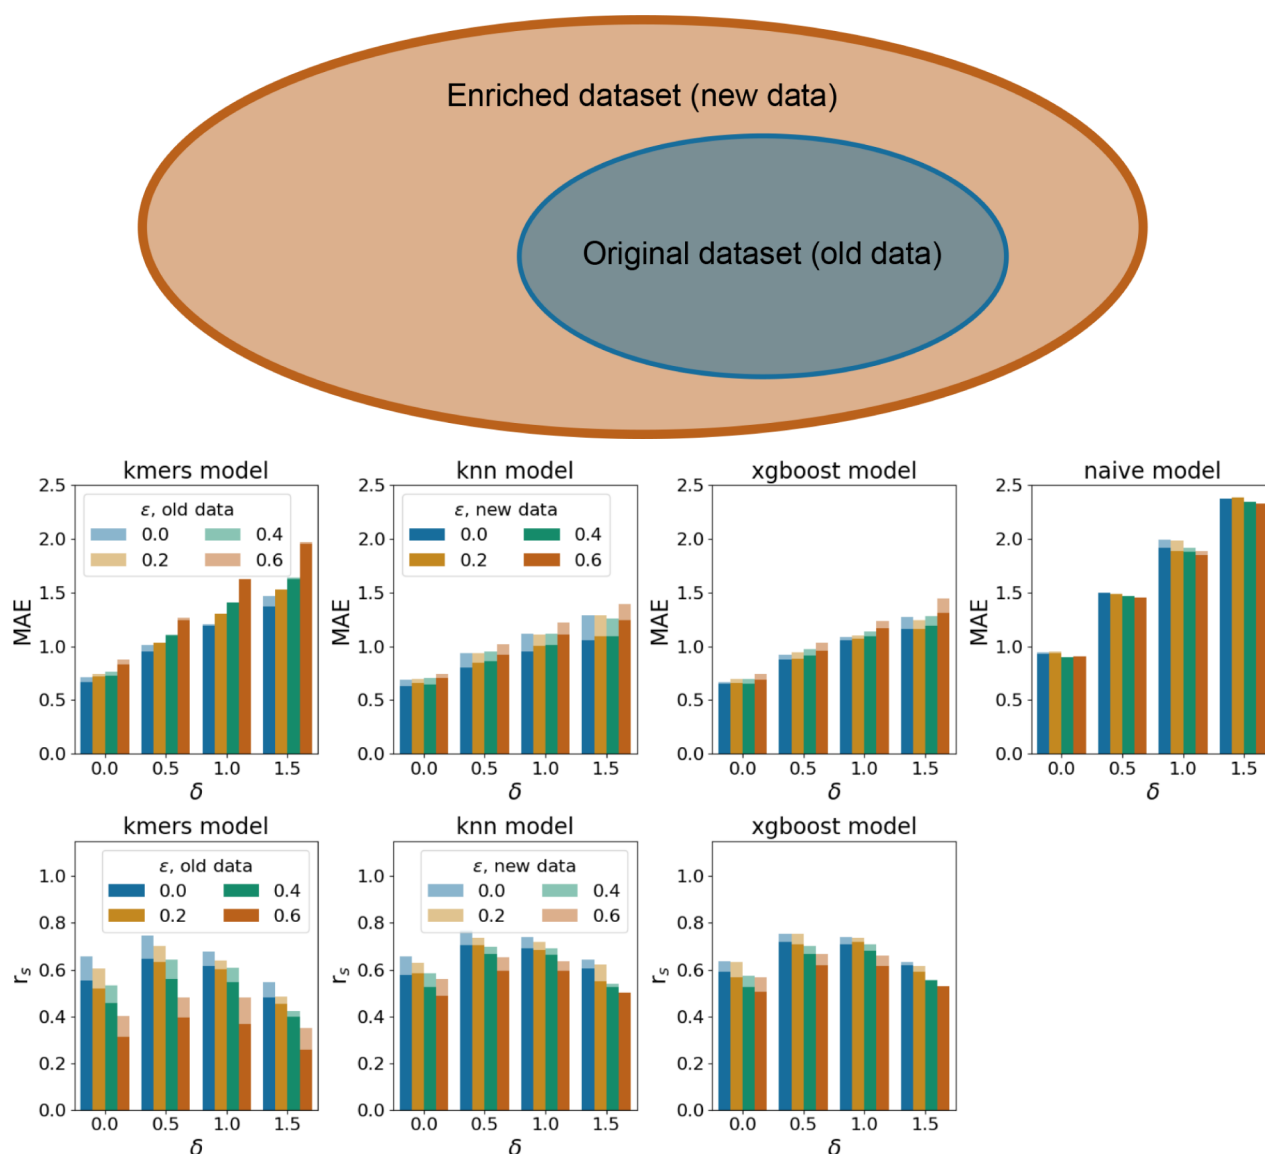 Enriched dataset (new data)
Original dataset (old data)
kmers model
knn model
xgboost model
naive model
2.5
2.0
1.5
1.0
0.5
0.0
MAE
ε, old data
0.0 0.4
0.2 0.6
0.0 0.5 1.0 1.5
δ
2.5
2.0
1.5
1.0
0.5
0.0
MAE
ε, new data
0.0 0.4
0.2 0.6
0.0 0.5 1.0 1.5
δ
2.5
2.0
1.5
1.0
0.5
0.0
MAE
0.0 0.5 1.0 1.5
δ
2.5
2.0
1.5
1.0
0.5
0.0
MAE
0.0 0.5 1.0 1.5
δ
kmers model
knn model
xgboost model
1.0
0.8
0.6
0.4
0.2
0.0
rs
ε, old data
0.0 0.4
0.2 0.6
0.0 0.5 1.0 1.5
δ
1.0
0.8
0.6
0.4
0.2
0.0
rs
ε, new data
0.0 0.4
0.2 0.6
0.0 0.5 1.0 1.5
δ
1.0
0.8
0.6
0.4
0.2
0.0
rs
0.0 0.5 1.0 1.5
δ